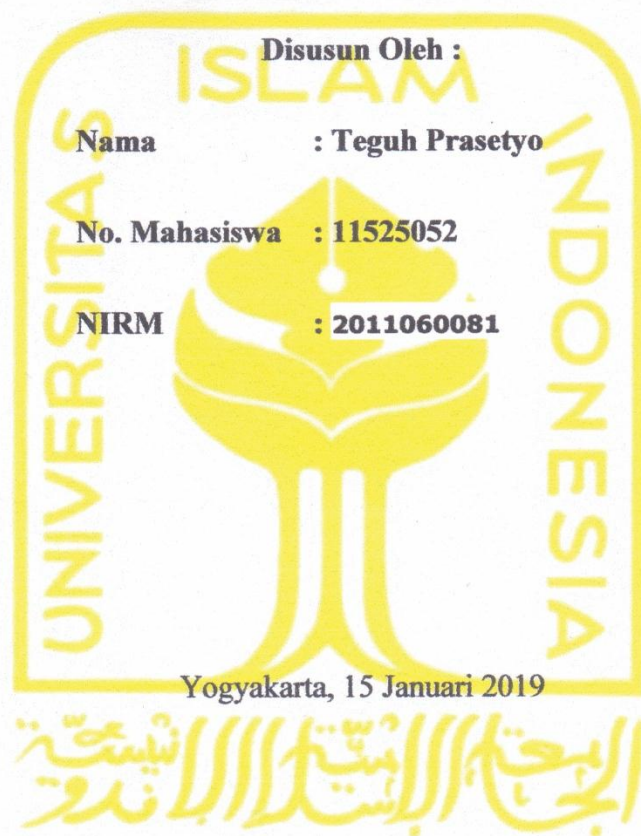 Disusun Oleh :
ISLAM
UNIVERSITAS
INDONESIA
Nama : Teguh Prasetyo
No. Mahasiswa : 11525052
NIRM : 2011060081
Yogyakarta, 15 Januari 2019